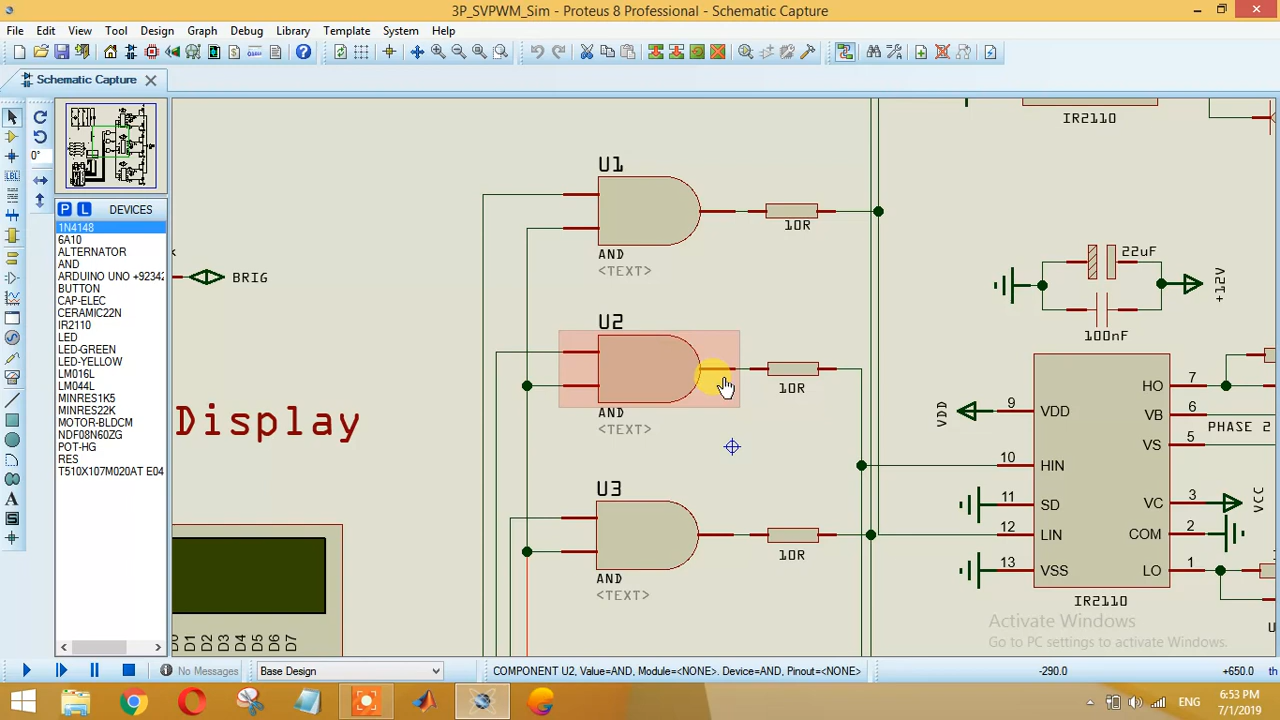 3P_SVPWM_Sim - Proteus 8 Professional - Schematic Capture
File Edit View Tool Design Graph Debug Library Template System Help
Schematic Capture
0°
P L DEVICES
1N4148
6A10
ALTERNATOR
AND
ARDUINO UNO +92342
BUTTON
CAP-ELEC
CERAMIC22N
IR2110
LED
LED-GREEN
LED-YELLOW
LM016L
LM044L
MINRES1K5
MINRES22K
MOTOR-BLDCM
NDF08N60ZG
POT-HG
RES
T510X107M020AT E04
BRIG
Display
D1 D2 D3 D4 D5 D6 D7
U1
AND
<TEXT>
10R
U2
AND
<TEXT>
10R
U3
AND
<TEXT>
10R
IR2110
22uF
100nF
+12V
VDD
9 VDD
10 HIN
11 SD
12 LIN
13 VSS
HO 7
VB 6
VS 5
VC 3
COM 2
LO 1
PHASE 2
VCC
IR2110
Activate Windows
Go to PC settings to activate Windows.
No Messages
Base Design
COMPONENT U2, Value=AND, Module=<NONE>. Device=AND, Pinout=<NONE>
-290.0
+650.0
th
ENG
6:53 PM
7/1/2019